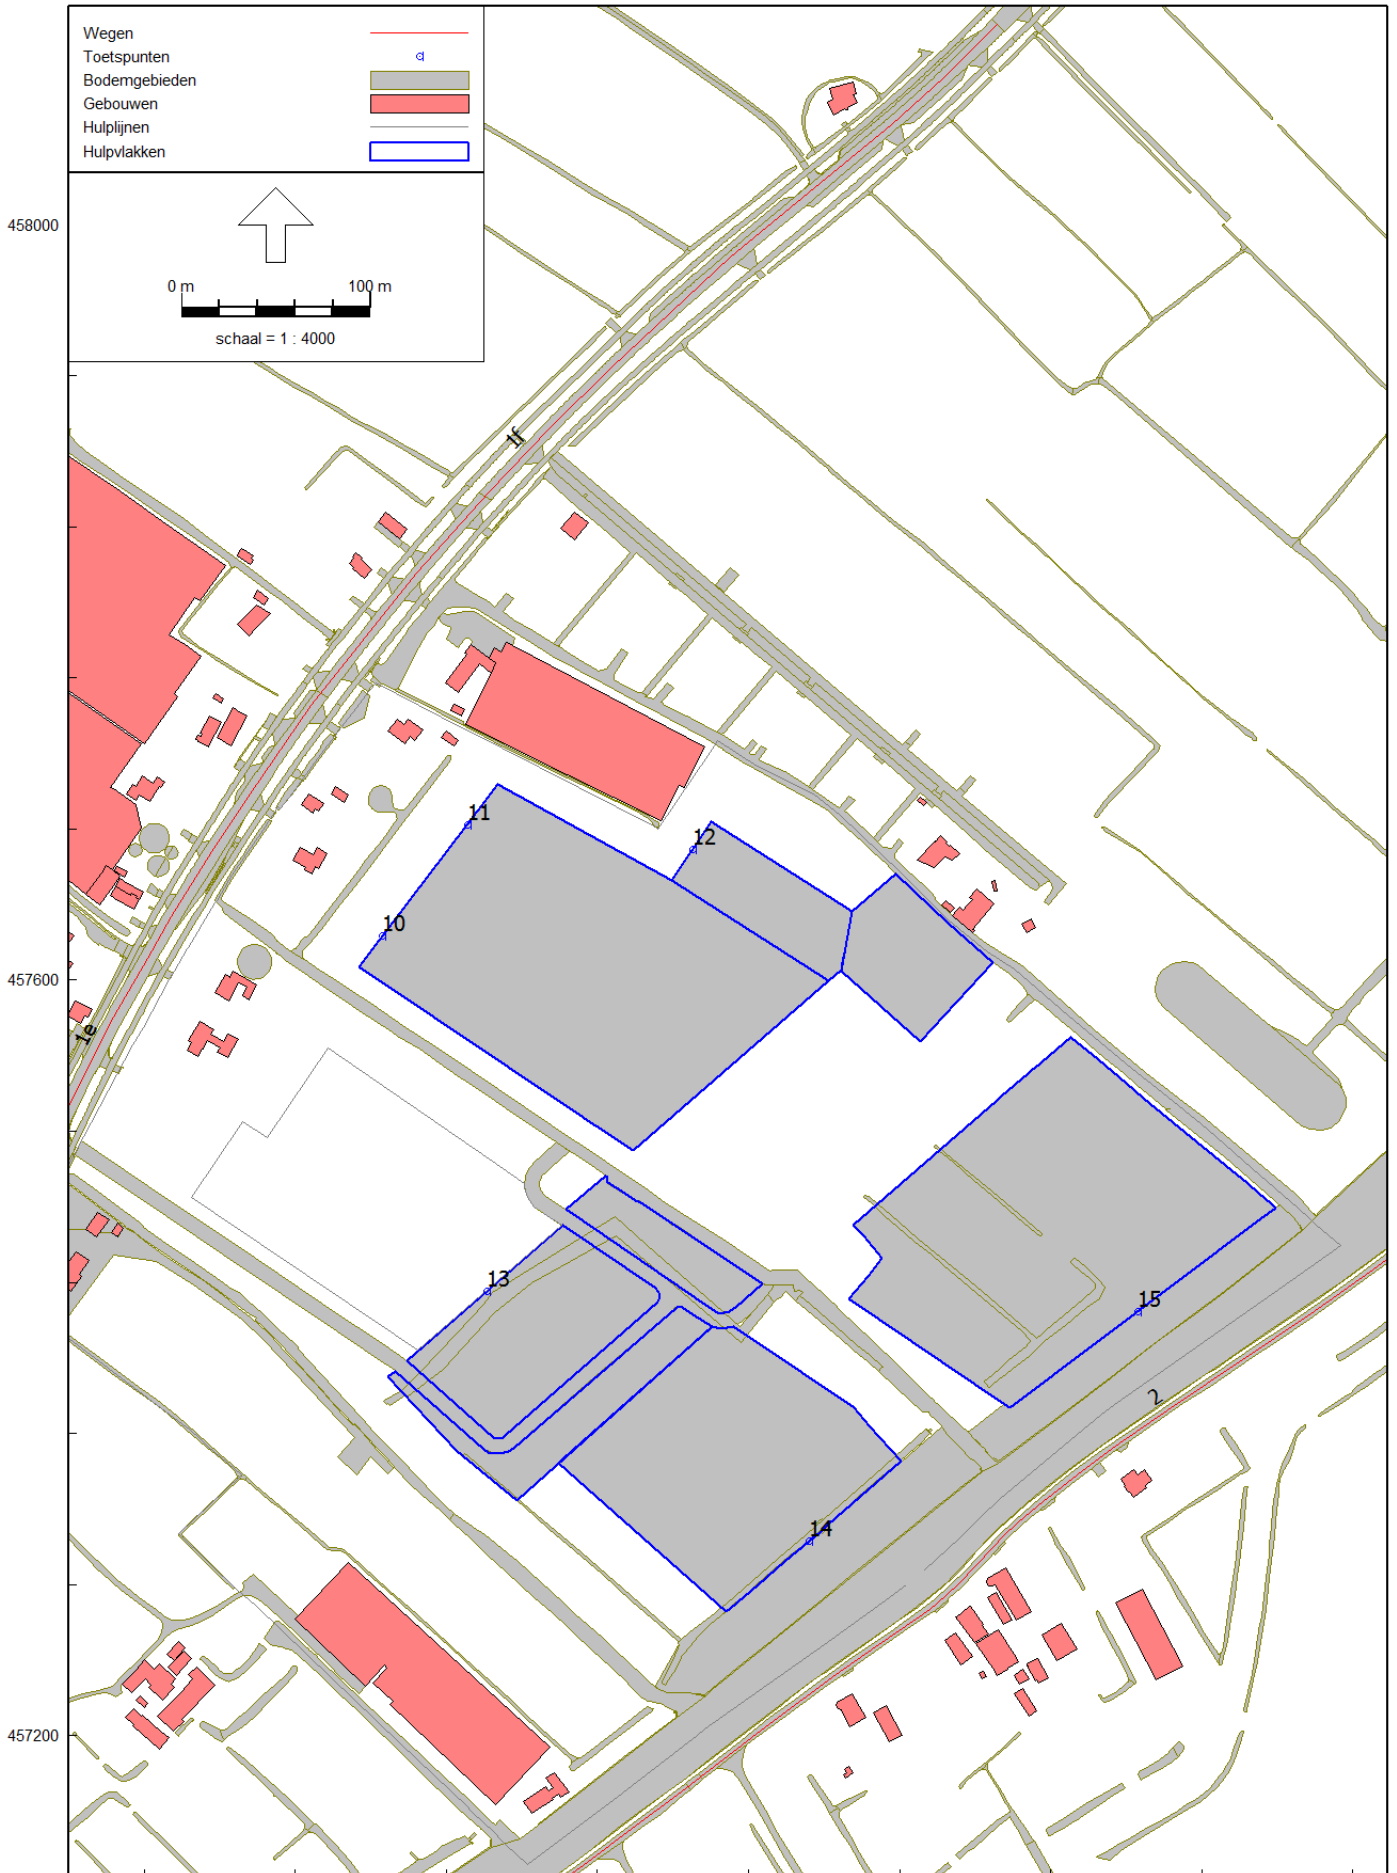 Wegen
Toetspunten
Bodemgebieden
Gebouwen
Hulplijnen
Hulpvlakken
458000
0 m 100 m
schaal = 1 : 4000
1f
11
12
10
457600
1e
13
15
2
14
457200